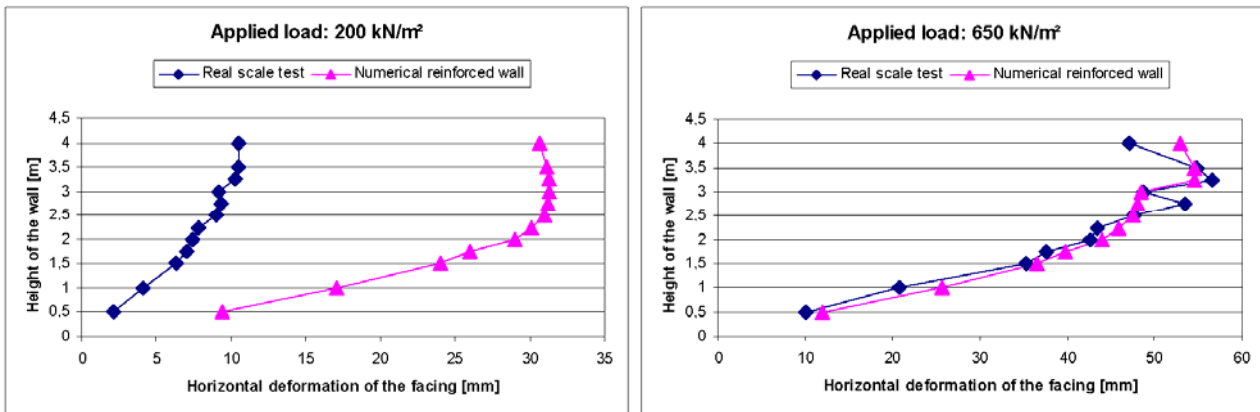 Applied load: 200 kN/m²
Real scale test
Numerical reinforced wall
Height of the wall [m]
4,5
4
3,5
3
2,5
2
1,5
1
0,5
0
0 5 10 15 20 25 30 35
Horizontal deformation of the facing [mm]
Applied load: 650 kN/m²
Real scale test
Numerical reinforced wall
Height of the wall [m]
4,5
4
3,5
3
2,5
2
1,5
1
0,5
0
0 10 20 30 40 50 60
Horizontal deformation of the facing [mm]